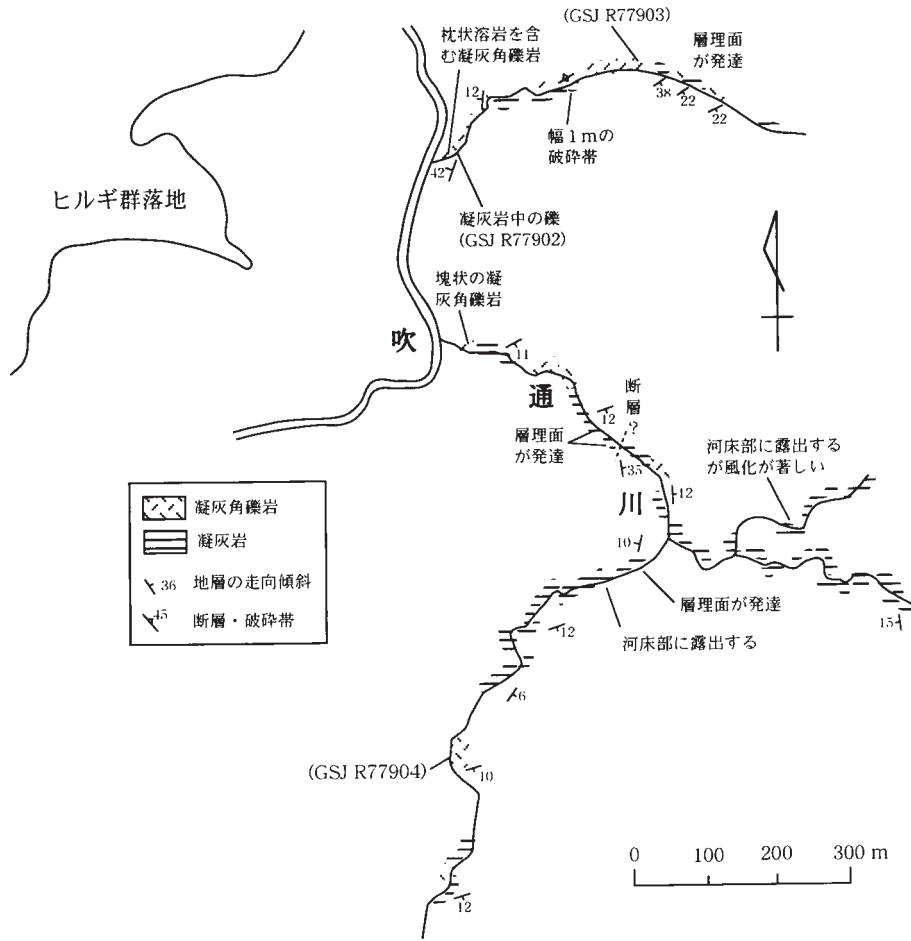 (GSJ R77903)
枕状溶岩を含
む凝灰角礫岩
層理面
が発達
12
38
22
22
幅1mの
破砕帯
42
ヒルギ群落地
凝灰岩中の礫
(GSJ R77902)
塊状の凝
灰角礫岩
吹
11
通
断層?
12
層理面
が発達
35
河床部に露出する
が風化が著しい
12
川
10
凝灰角礫岩
凝灰岩
36 地層の走向傾斜
45 断層・破砕帯
層理面が発達
15
12
河床部に露出する
6
(GSJ R77904)
10
0 100 200 300 m
12